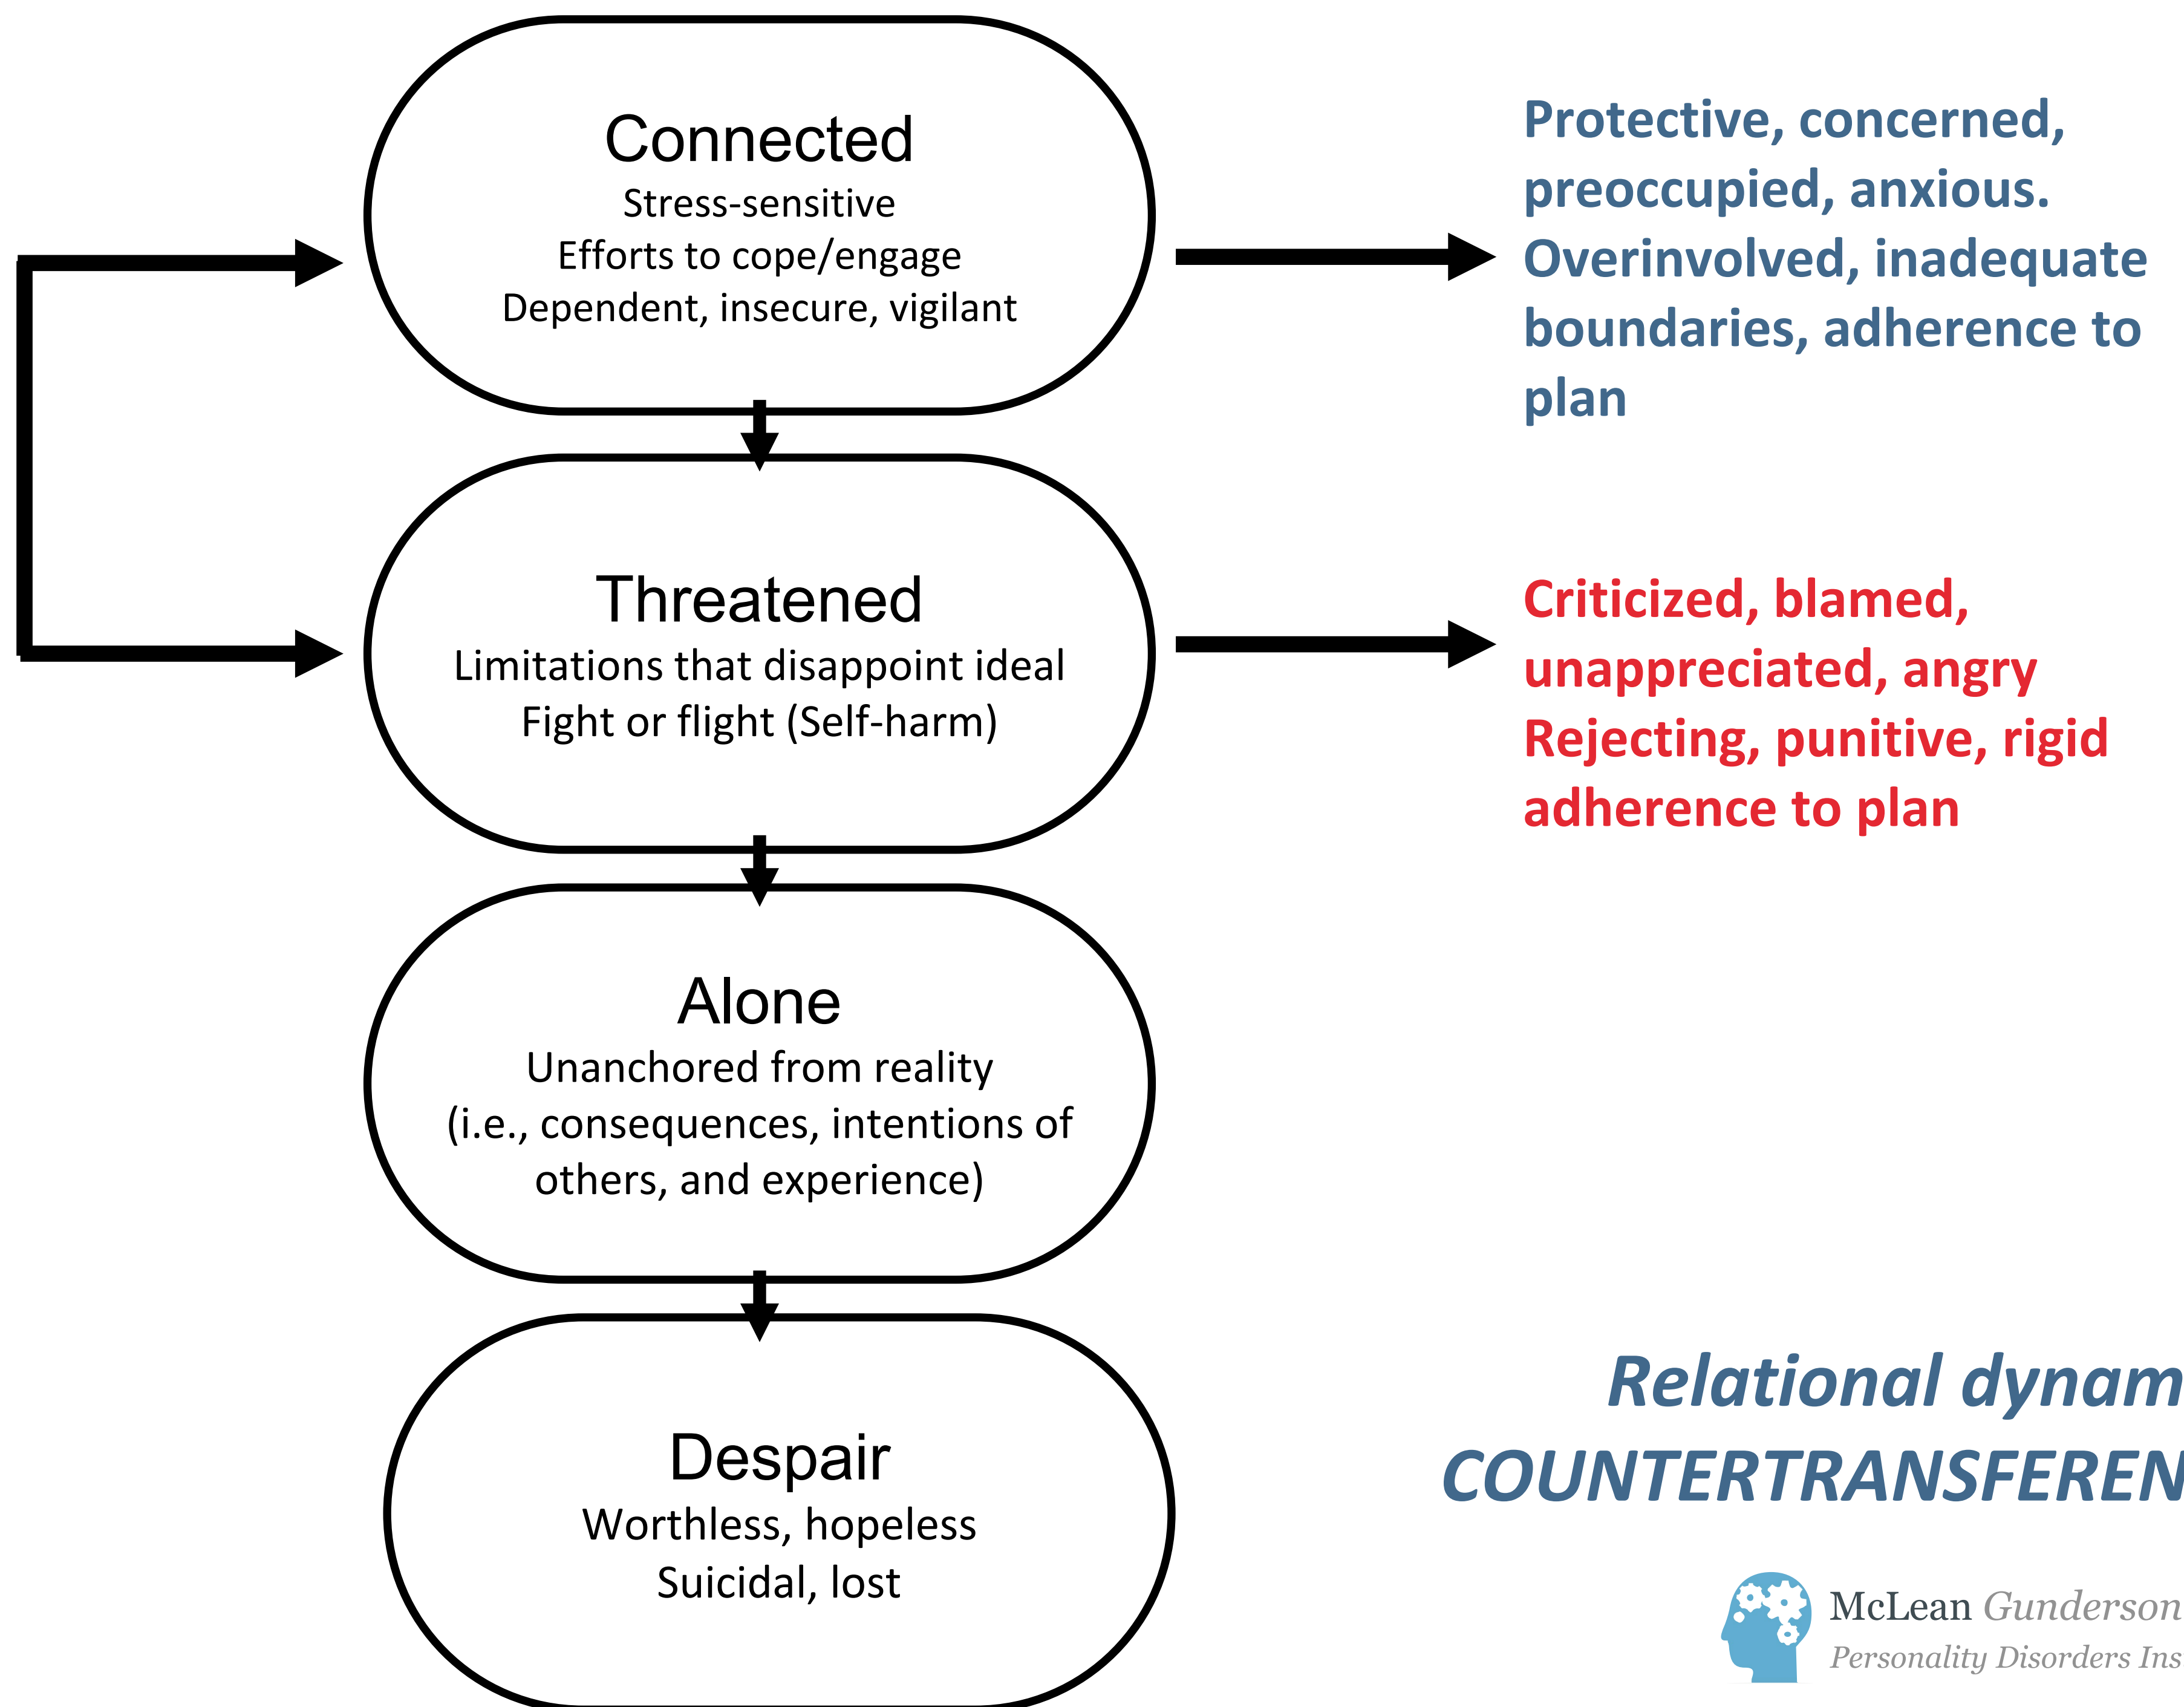 Connected
Stress-sensitive
Efforts to cope/engage
Dependent, insecure, vigilant
Protective, concerned,
preoccupied, anxious.
Overinvolved, inadequate
boundaries, adherence to
plan
Threatened
Limitations that disappoint ideal
Fight or flight (Self-harm)
Criticized, blamed,
unappreciated, angry
Rejecting, punitive, rigid
adherence to plan
Alone
Unanchored from reality
(i.e., consequences, intentions of
others, and experience)
Despair
Worthless, hopeless
Suicidal, lost
Relational dynam
COUNTERTRANSFEREN
McLean Gunderson
Personality Disorders Ins